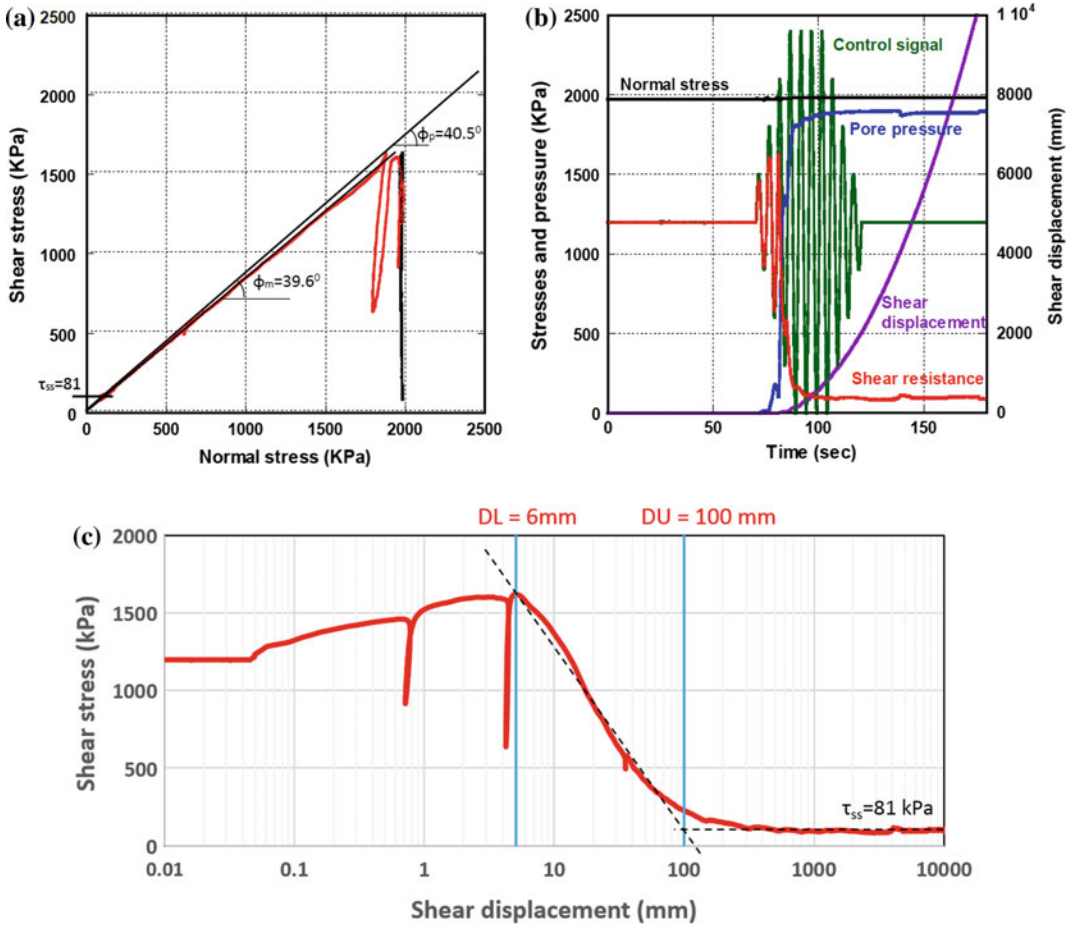 (a)
2500
2000
1500
1000
500
0
τss=81
Shear stress (KPa)
ϕp=40.5⁰
ϕm=39.6⁰
0 500 1000 1500 2000 2500
Normal stress (KPa)
(b)
2500
2000
1500
1000
500
0
Stresses and pressure (KPa)
1 10⁴
8000
6000
4000
2000
0
Shear displacement (mm)
Control signal
Normal stress
Pore pressure
Shear
displacement
Shear resistance
0 50 100 150
Time (sec)
(c)
DL = 6mm DU = 100 mm
2000
1500
1000
500
0
Shear stress (kPa)
τss=81 kPa
0.01 0.1 1 10 100 1000 10000
Shear displacement (mm)